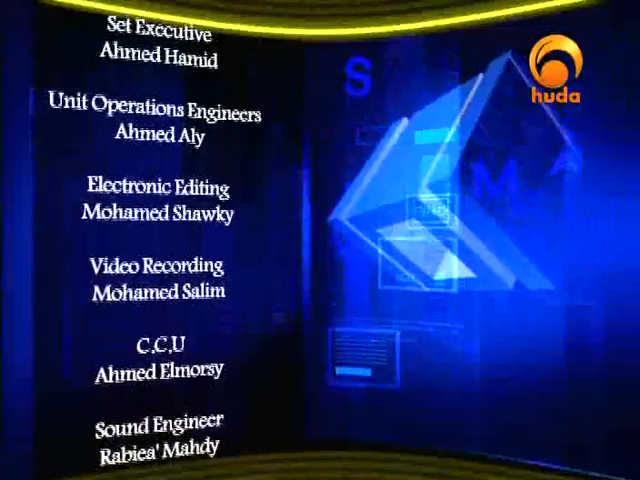 Set Executive
Ahmed Hamid
Unit Operations Engineers
Ahmed Aly
Electronic Editing
Mohamed Shawky
Video Recording
Mohamed Salim
C.C.U
Ahmed Elmorsy
Sound Engineer
Rabiea' Mahdy
S
M A
huda